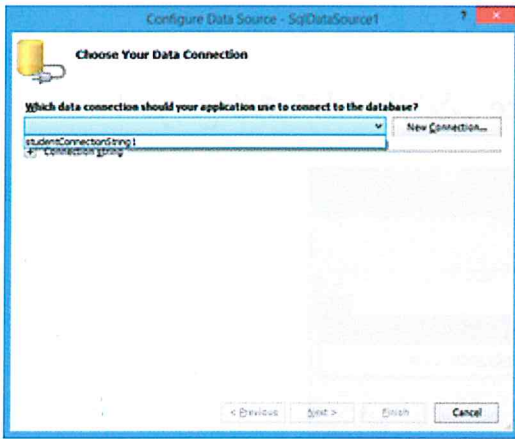 Configure Data Source - SqlDataSource1 ? ×
Choose Your Data Connection
Which data connection should your application use to connect to the database?
New Connection...
studentConnectionString1
+ Connection string
< Previous Next > Finish Cancel